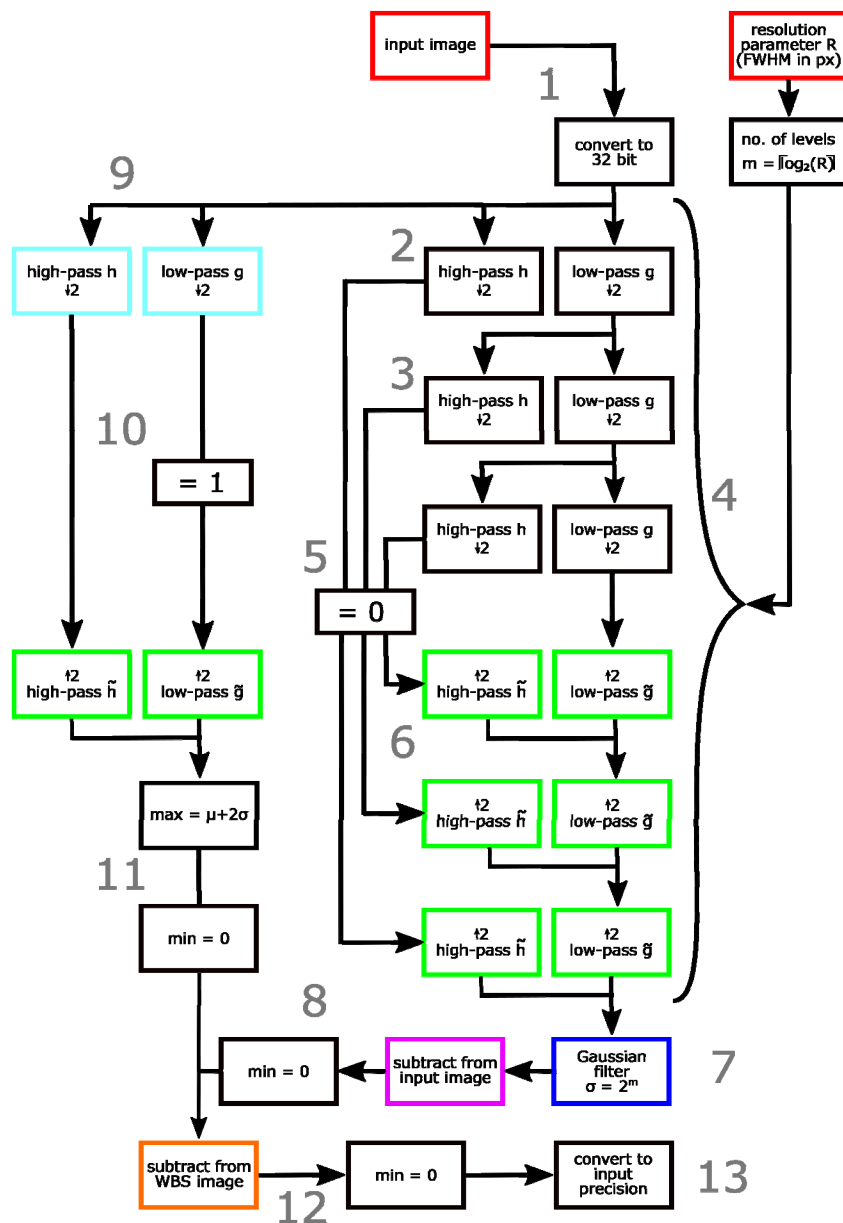 input image
resolution
parameter R
(FWHM in px)
1
convert to
32 bit
no. of levels
m = ⌈log₂(R)⌉
9
2
high-pass h
↓2
low-pass g
↓2
high-pass h
↓2
low-pass g
↓2
3
high-pass h
↓2
low-pass g
↓2
10
= 1
4
high-pass h
↓2
low-pass g
↓2
5
= 0
↑2
high-pass h̃
↑2
low-pass g̃
↑2
high-pass h̃
↑2
low-pass g̃
6
max = μ+2σ
↑2
high-pass h̃
↑2
low-pass g̃
11
min = 0
↑2
high-pass h̃
↑2
low-pass g̃
8
min = 0
subtract from
input image
Gaussian
filter
σ = 2ᵐ
7
subtract from
WBS image
12
min = 0
convert to
input
precision
13